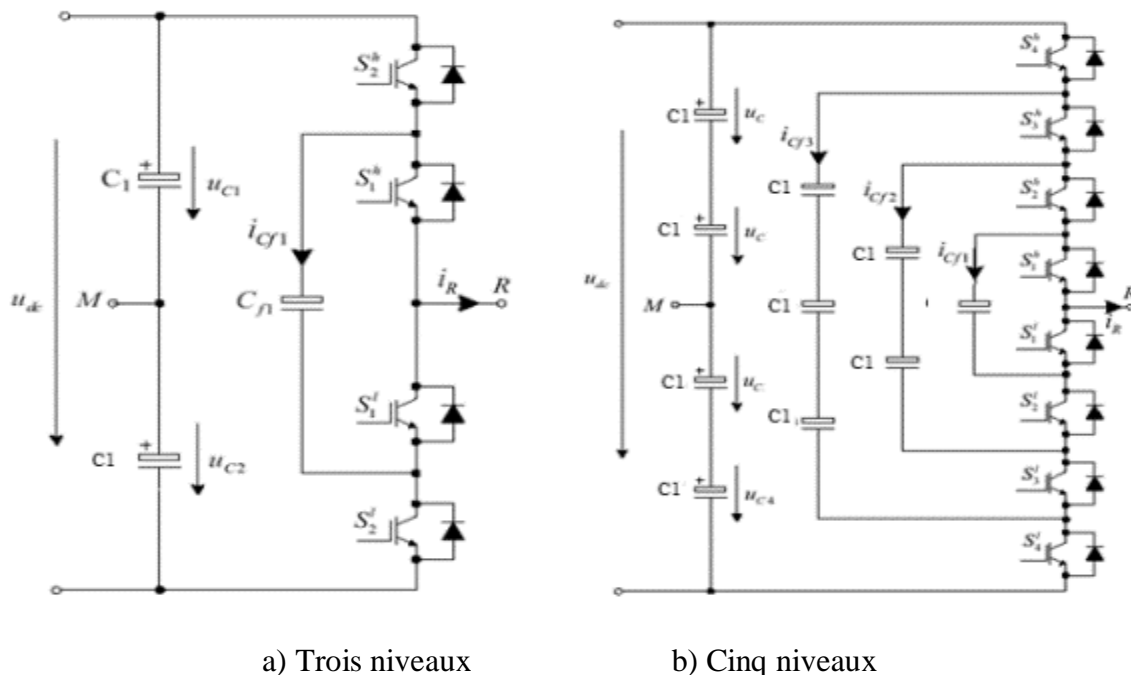 S₂ʰ
C₁
+
u_C1
S₁ʰ
i_Cf1
u_dc
M
C_f1
i_R
R
C1
+
u_C2
S₁ˡ
S₂ˡ
S₄ʰ
C1
+
u_C
i_Cf3
S₃ʰ
C1
i_Cf2
S₂ʰ
C1
+
u_C
C1
i_Cf1
S₁ʰ
u_dc
M
C1
R
i_R
S₁ˡ
C1
+
u_C
C1
S₂ˡ
C1
S₃ˡ
C1
+
u_C4
S₄ˡ
a) Trois niveaux
b) Cinq niveaux